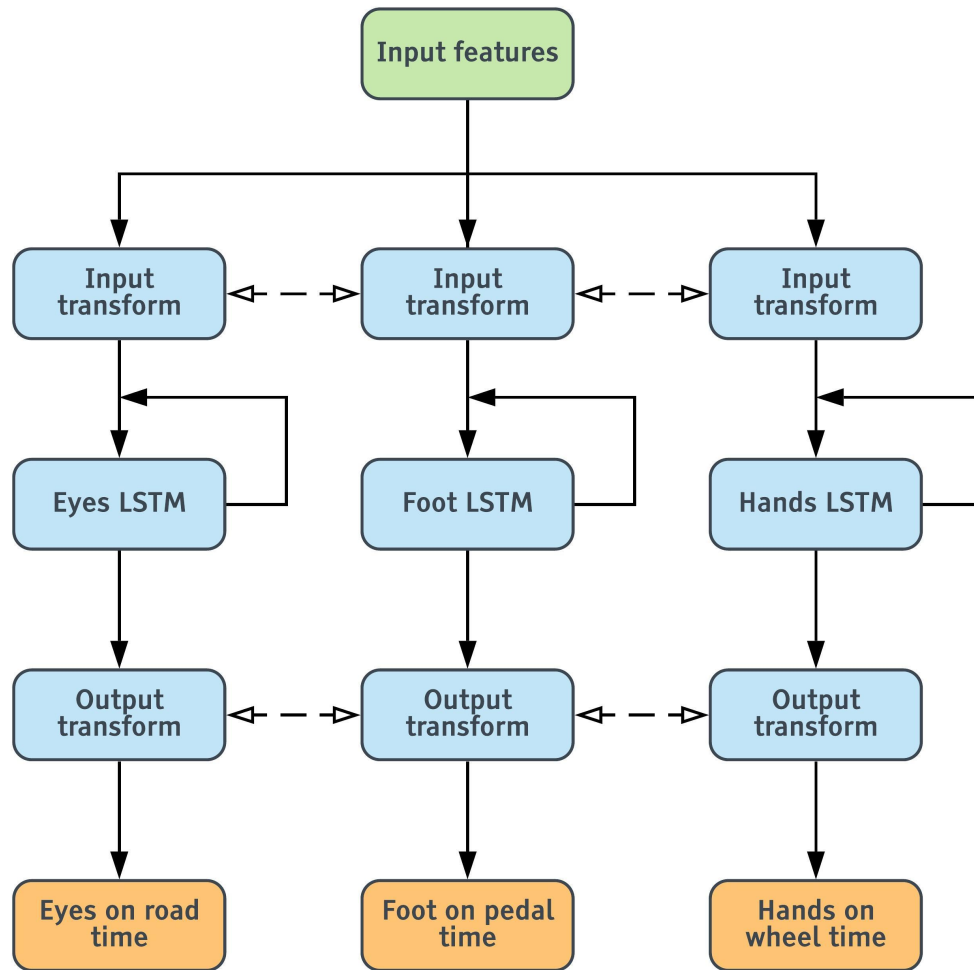 Input features
Input
transform
Input
transform
Input
transform
Eyes LSTM
Foot LSTM
Hands LSTM
Output
transform
Output
transform
Output
transform
Eyes on road
time
Foot on pedal
time
Hands on
wheel time